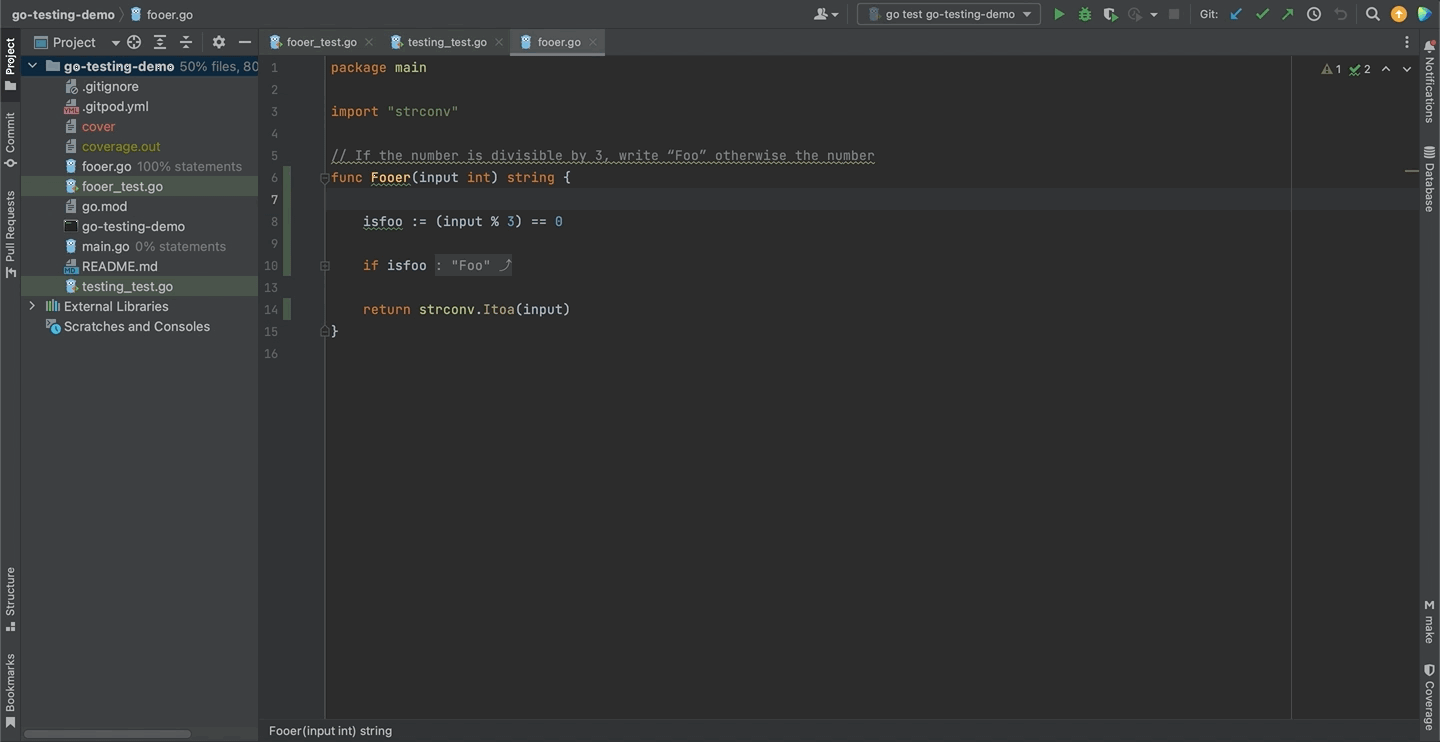 go-testing-demo fooer.go
go test go-testing-demo
Git:
Project
fooer_test.go
testing_test.go
fooer.go
go-testing-demo 50% files, 80
.gitignore
.gitpod.yml
cover
coverage.out
fooer.go 100% statements
fooer_test.go
go.mod
go-testing-demo
main.go 0% statements
README.md
testing_test.go
External Libraries
Scratches and Consoles
Project
Commit
Pull Requests
Structure
Bookmarks
1 package main
2
3 import "strconv"
4
5 // If the number is divisible by 3, write “Foo” otherwise the number
6 func Fooer(input int) string {
7
8 isfoo := (input % 3) == 0
9
10 if isfoo : "Foo" ⤴
13
14 return strconv.Itoa(input)
15 }
16
1 2
Notifications
Database
make
Coverage
Fooer(input int) string